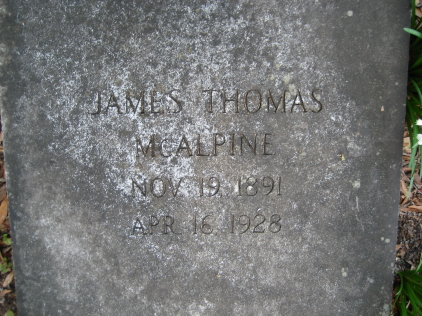 JAMES THOMAS
McALPINE
NOV. 19, 1891
APR. 16, 1928